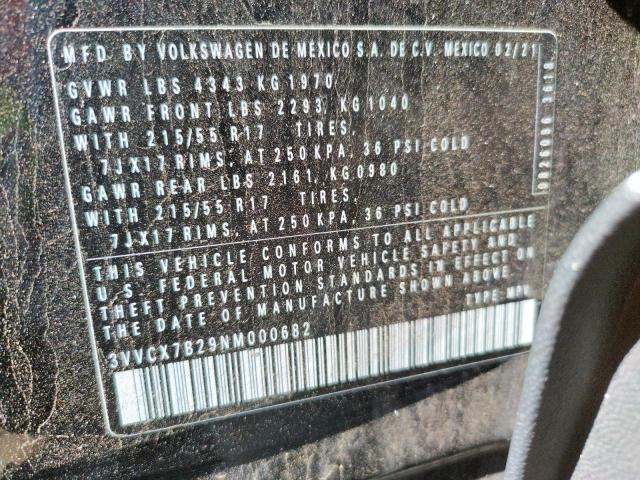 MFD BY VOLKSWAGEN DE MEXICO S.A. DE C.V. MEXICO 02/21
GVWR LBS 4343 KG 1970
GAWR FRONT LBS 2293, KG 1040
WITH 215/55 R17 TIRES,
7JX17 RIMS, AT 250 KPA, 36 PSI COLD
GAWR REAR LBS 2161, KG 0980
WITH 215/55 R17 TIRES,
7JX17 RIMS, AT 250 KPA, 36 PSI COLD
THIS VEHICLE CONFORMS TO ALL APPLICABLE
U.S. FEDERAL MOTOR VEHICLE SAFETY AND
THEFT PREVENTION STANDARDS IN EFFECT ON
THE DATE OF MANUFACTURE SHOWN ABOVE.
3VVCX7B29NM000682 TYPE MPV